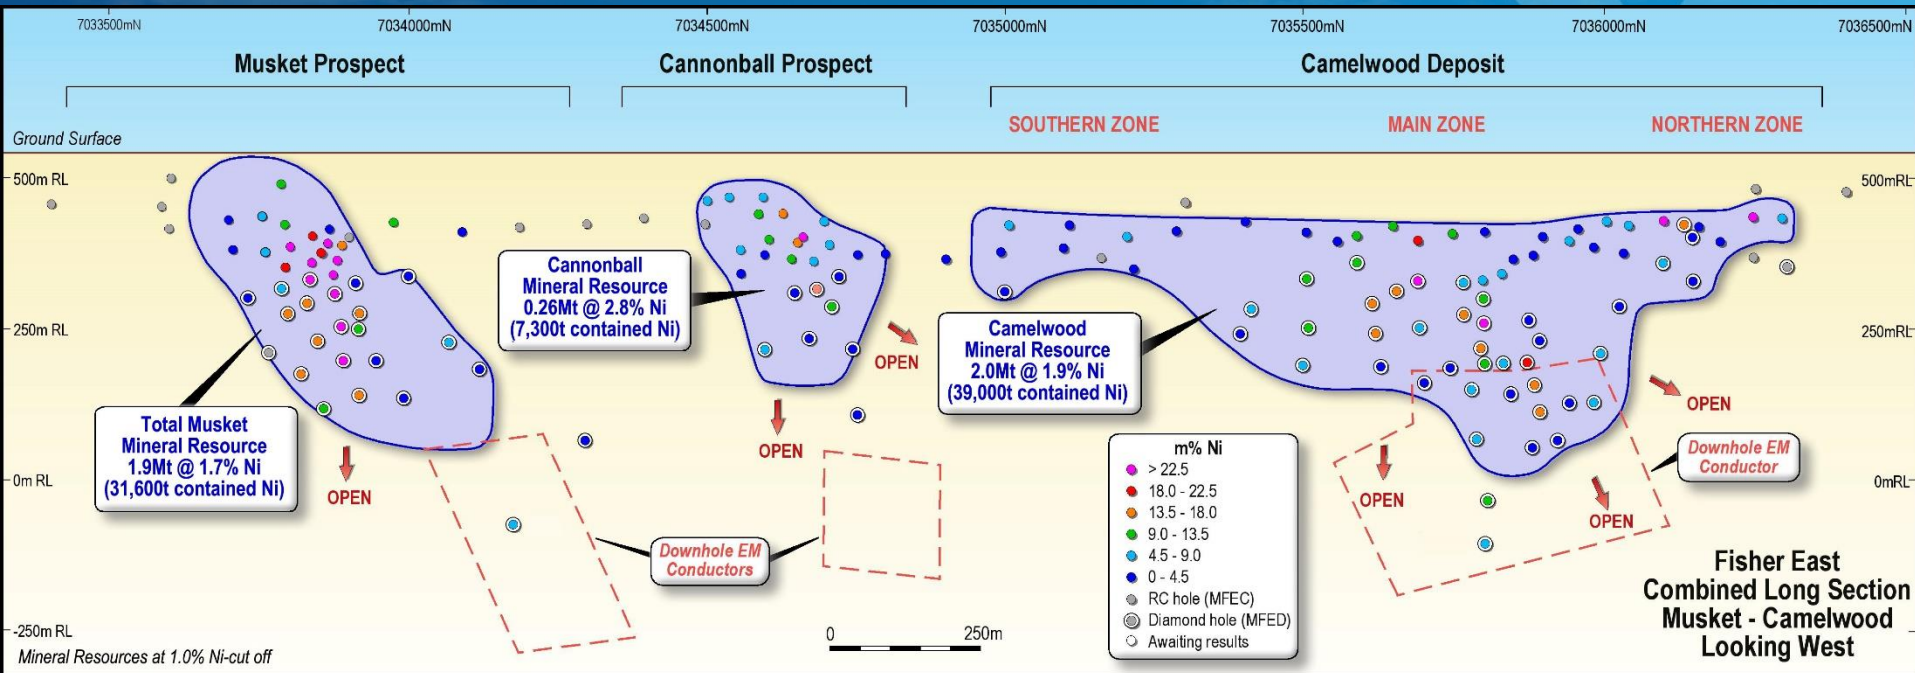 7033500mN
7034000mN
7034500mN
7035000mN
7035500mN
7036000mN
7036500mN
Musket Prospect
Cannonball Prospect
Camelwood Deposit
SOUTHERN ZONE
MAIN ZONE
NORTHERN ZONE
Ground Surface
500m RL
500mRL
250m RL
250mRL
0m RL
0mRL
-250m RL
Cannonball
Mineral Resource
0.26Mt @ 2.8% Ni
(7,300t contained Ni)
Camelwood
Mineral Resource
2.0Mt @ 1.9% Ni
(39,000t contained Ni)
Total Musket
Mineral Resource
1.9Mt @ 1.7% Ni
(31,600t contained Ni)
OPEN
OPEN
OPEN
OPEN
OPEN
OPEN
Downhole EM
Conductor
Downhole EM
Conductors
m% Ni
> 22.5
18.0 - 22.5
13.5 - 18.0
9.0 - 13.5
4.5 - 9.0
0 - 4.5
RC hole (MFEC)
Diamond hole (MFED)
Awaiting results
0
250m
Fisher East
Combined Long Section
Musket - Camelwood
Looking West
Mineral Resources at 1.0% Ni-cut off